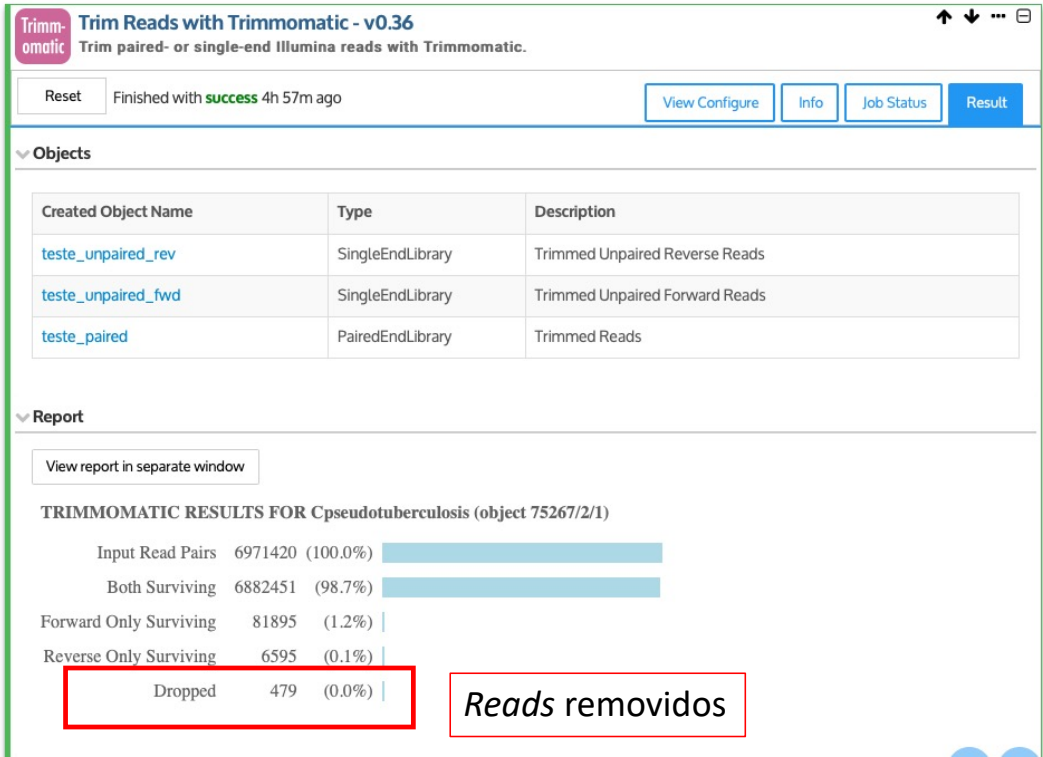 Trimm-
omatic
Trim Reads with Trimmomatic - v0.36
Trim paired- or single-end Illumina reads with Trimmomatic.
Reset
Finished with success 4h 57m ago
View Configure
Info
Job Status
Result
Objects
Created Object Name Type Description
teste_unpaired_rev SingleEndLibrary Trimmed Unpaired Reverse Reads
teste_unpaired_fwd SingleEndLibrary Trimmed Unpaired Forward Reads
teste_paired PairedEndLibrary Trimmed Reads
Report
View report in separate window
TRIMMOMATIC RESULTS FOR Cpseudotuberculosis (object 75267/2/1)
Input Read Pairs 6971420 (100.0%)
Both Surviving 6882451 (98.7%)
Forward Only Surviving 81895 (1.2%)
Reverse Only Surviving 6595 (0.1%)
Dropped 479 (0.0%)
Reads removidos